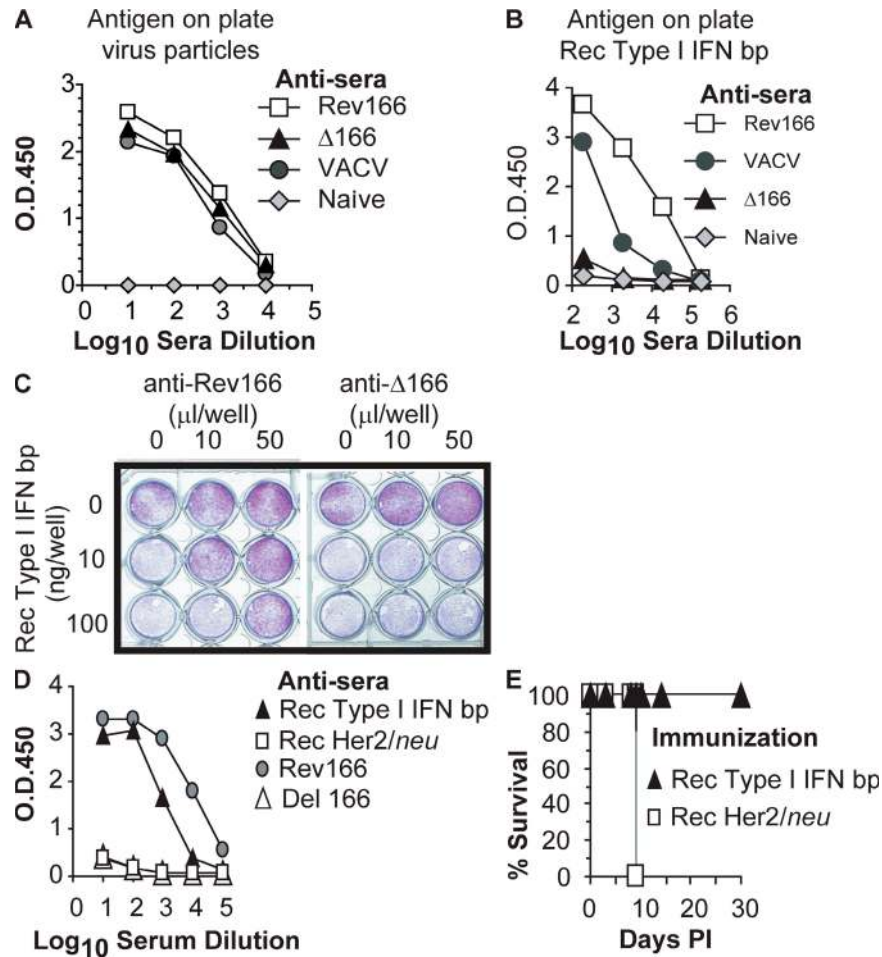 A
Antigen on plate
virus particles
Anti-sera
Rev166
Δ166
VACV
Naive
O.D.450
3
2
1
0
0 1 2 3 4 5
Log10 Sera Dilution
B
Antigen on plate
Rec Type I IFN bp
Anti-sera
Rev166
VACV
Δ166
Naive
O.D.450
4
3
2
1
0
2 3 4 5 6
Log10 Sera Dilution
C
anti-Rev166
(μl/well)
0 10 50
anti-Δ166
(μl/well)
0 10 50
Rec Type I IFN bp
(ng/well)
0
10
100
D
Anti-sera
Rec Type I IFN bp
Rec Her2/neu
Rev166
Del 166
O.D.450
4
3
2
1
0
1 2 3 4 5
Log10 Serum Dilution
E
Immunization
Rec Type I IFN bp
Rec Her2/neu
% Survival
100
80
60
40
20
0
0 10 20 30
Days PI